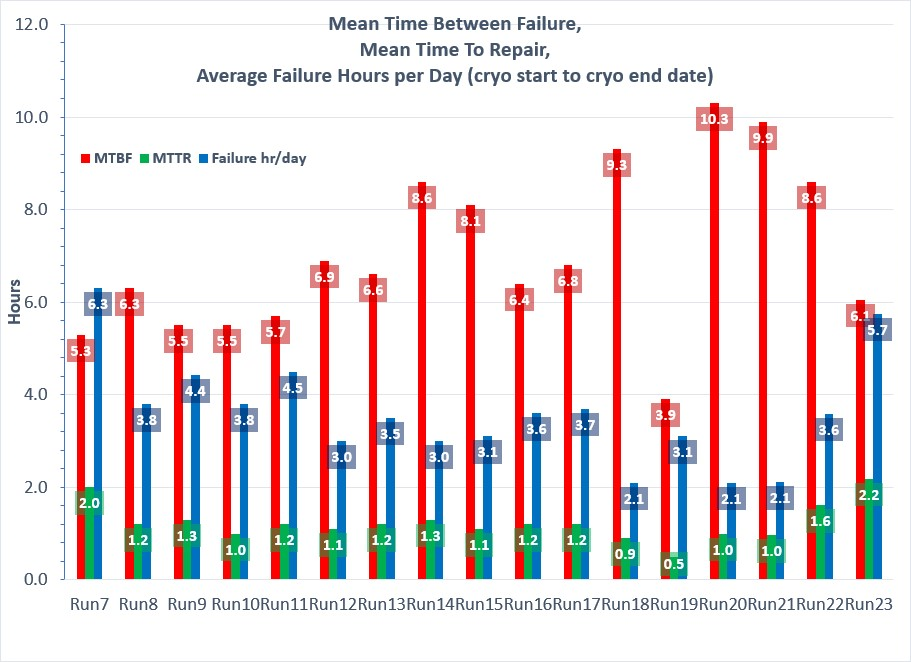 Mean Time Between Failure,
Mean Time To Repair,
Average Failure Hours per Day (cryo start to cryo end date)
12.0
10.0
8.0
6.0
4.0
2.0
0.0
Hours
MTBF MTTR Failure hr/day
5.3 2.0 6.3
6.3 1.2 3.8
5.5 1.3 4.4
5.5 1.0 3.8
5.7 1.2 4.5
6.9 1.1 3.0
6.6 1.2 3.5
8.6 1.3 3.0
8.1 1.1 3.1
6.4 1.2 3.6
6.8 1.2 3.7
9.3 0.9 2.1
3.9 0.5 3.1
10.3 1.0 2.1
9.9 1.0 2.1
8.6 1.6 3.6
6.1 2.2 5.7
Run7 Run8 Run9 Run10 Run11 Run12 Run13 Run14 Run15 Run16 Run17 Run18 Run19 Run20 Run21 Run22 Run23